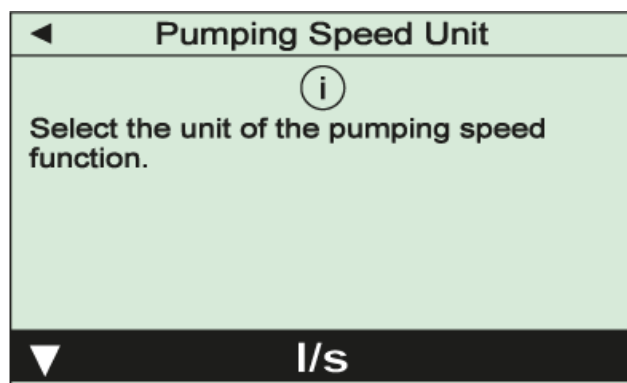 Pumping Speed Unit
i
Select the unit of the pumping speed
function.
l/s